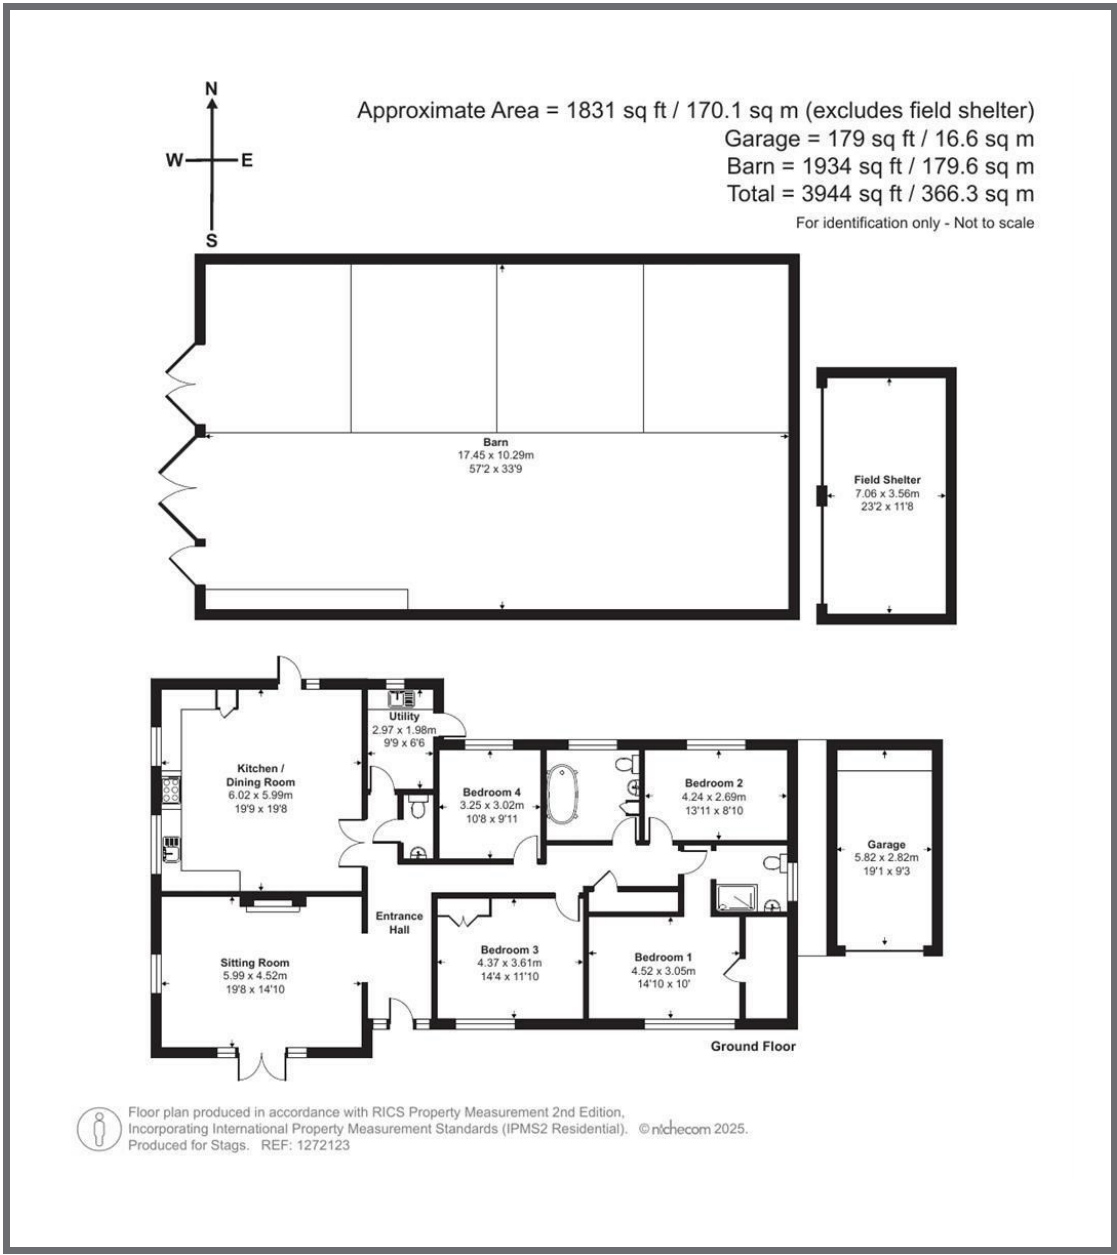 N
W E
S
Approximate Area = 1831 sq ft / 170.1 sq m (excludes field shelter)
Garage = 179 sq ft / 16.6 sq m
Barn = 1934 sq ft / 179.6 sq m
Total = 3944 sq ft / 366.3 sq m
For identification only - Not to scale
Barn
17.45 x 10.29m
57'2 x 33'9
Field Shelter
7.06 x 3.56m
23'2 x 11'8
Utility
2.97 x 1.98m
9'9 x 6'6
Kitchen /
Dining Room
6.02 x 5.99m
19'9 x 19'8
Bedroom 4
3.25 x 3.02m
10'8 x 9'11
Bedroom 2
4.24 x 2.69m
13'11 x 8'10
Garage
5.82 x 2.82m
19'1 x 9'3
Entrance
Hall
Sitting Room
5.99 x 4.52m
19'8 x 14'10
Bedroom 3
4.37 x 3.61m
14'4 x 11'10
Bedroom 1
4.52 x 3.05m
14'10 x 10'
Ground Floor
Floor plan produced in accordance with RICS Property Measurement 2nd Edition,
Incorporating International Property Measurement Standards (IPMS2 Residential). © nichecom 2025.
Produced for Stags. REF: 1272123